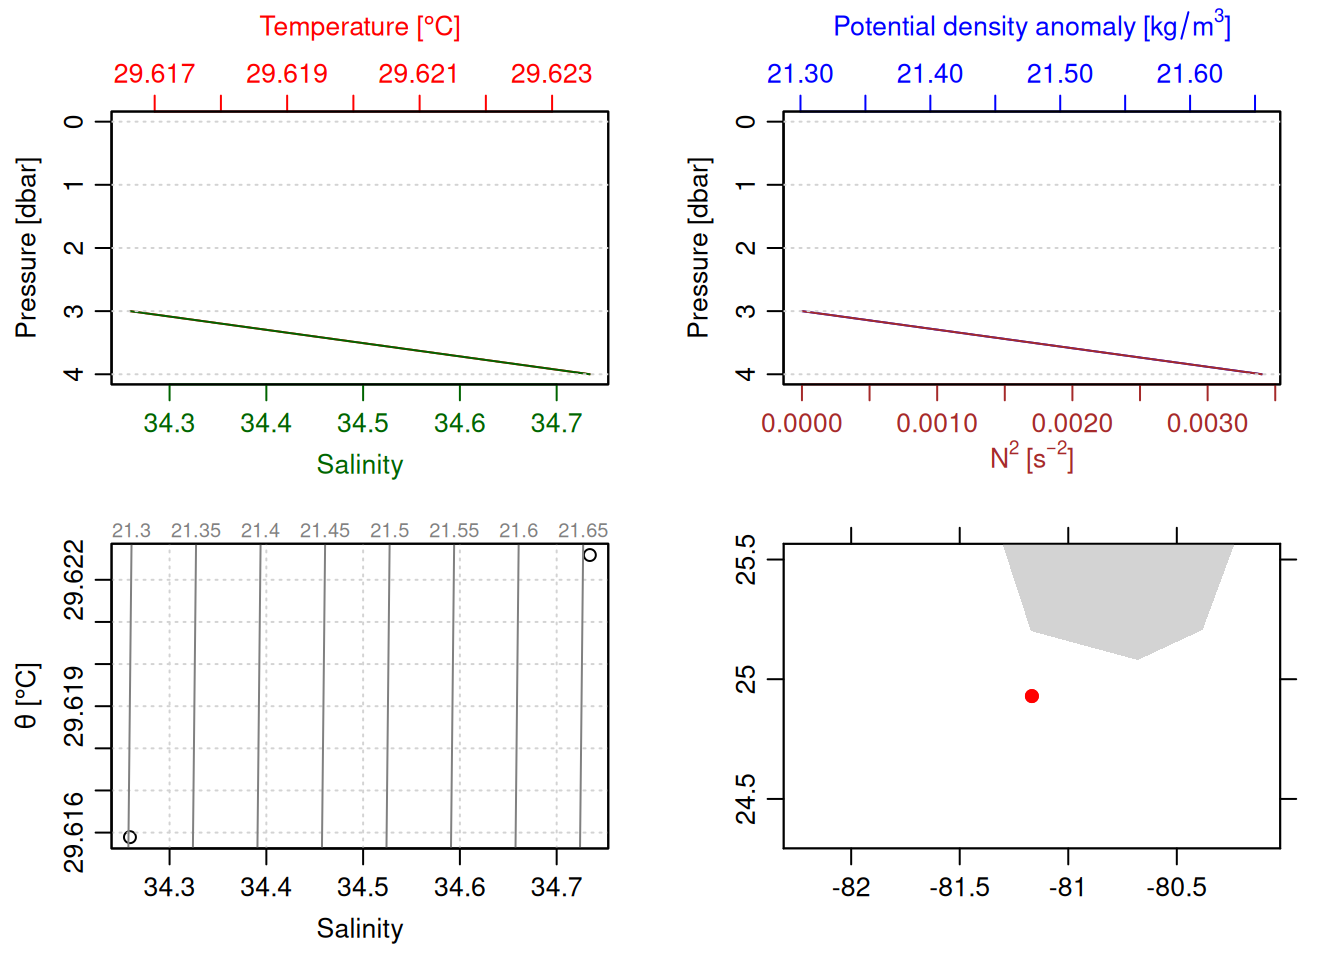 Temperature [°C]
29.617 29.619 29.621 29.623
0
1
2
3
4
Pressure [dbar]
34.3 34.4 34.5 34.6 34.7
Salinity
Potential density anomaly [kg/m³]
21.30 21.40 21.50 21.60
0
1
2
3
4
Pressure [dbar]
0.0000 0.0010 0.0020 0.0030
N² [s⁻²]
21.3 21.35 21.4 21.45 21.5 21.55 21.6 21.65
29.622
29.619
29.616
θ [°C]
34.3 34.4 34.5 34.6 34.7
Salinity
25.5
25
24.5
-82 -81.5 -81 -80.5